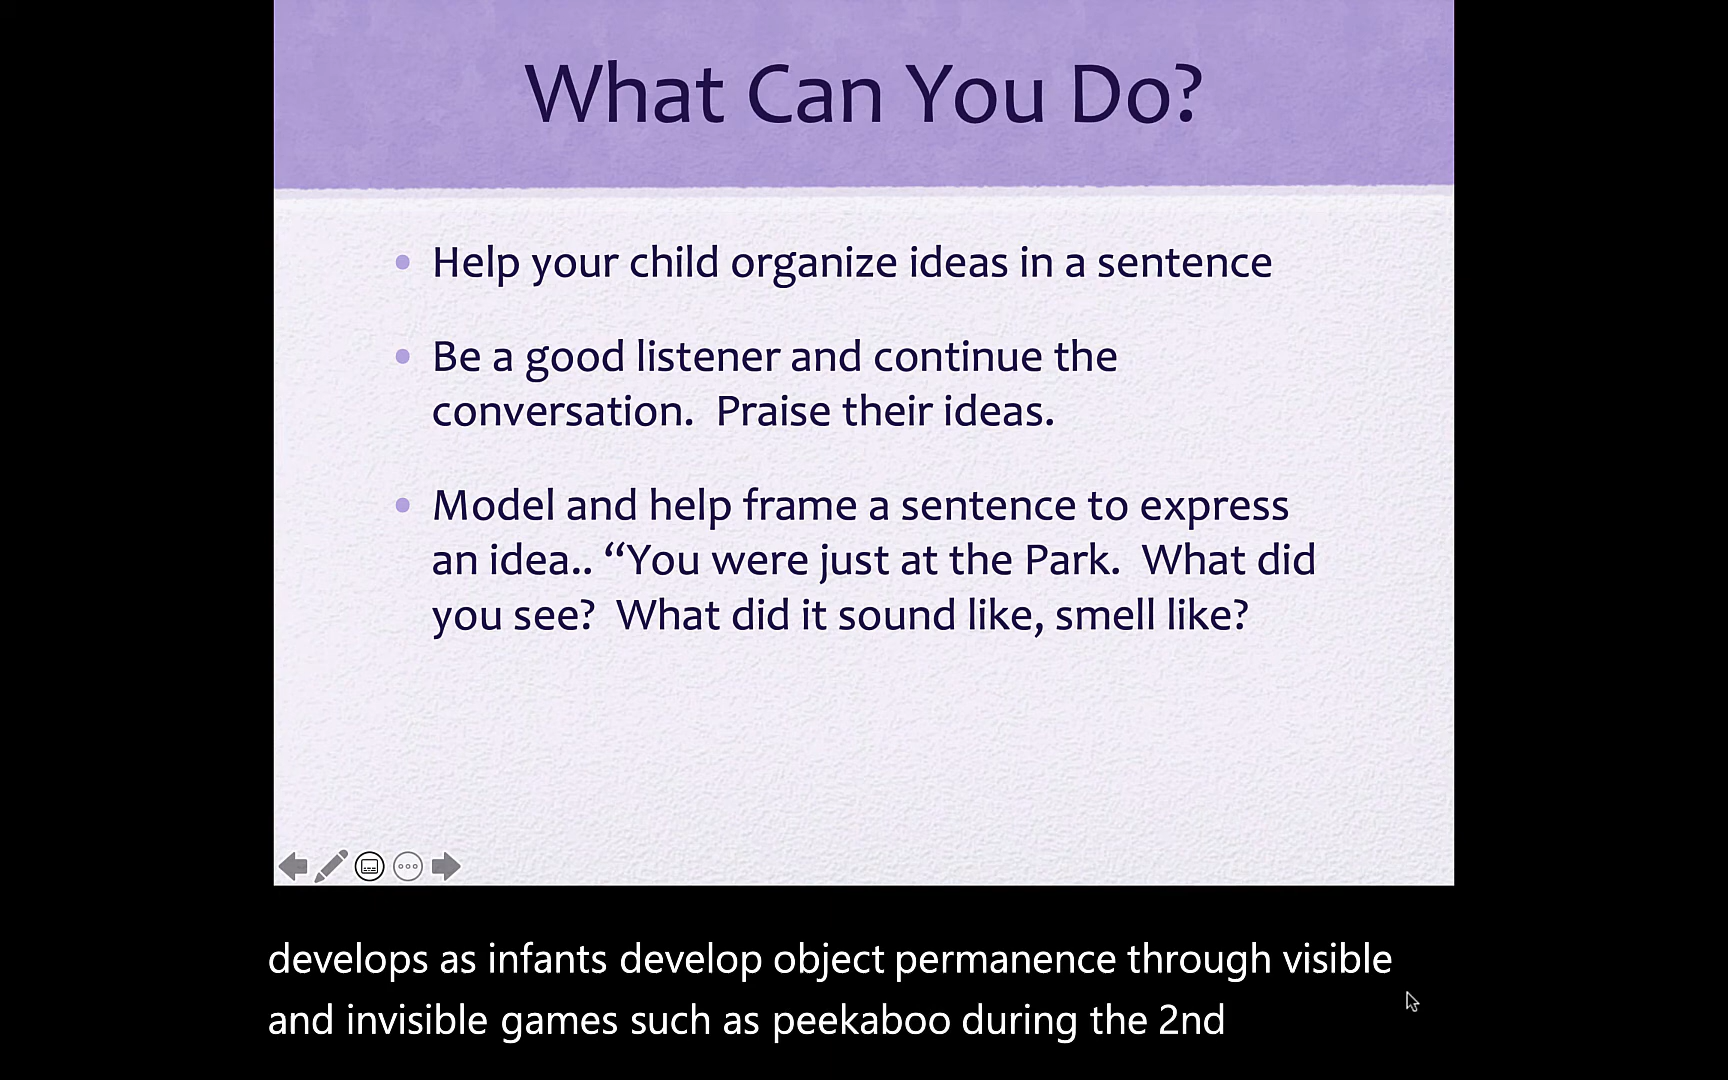 What Can You Do?
• Help your child organize ideas in a sentence
• Be a good listener and continue the
conversation.  Praise their ideas.
• Model and help frame a sentence to express
an idea.. “You were just at the Park.  What did
you see?  What did it sound like, smell like?
develops as infants develop object permanence through visible
and invisible games such as peekaboo during the 2nd